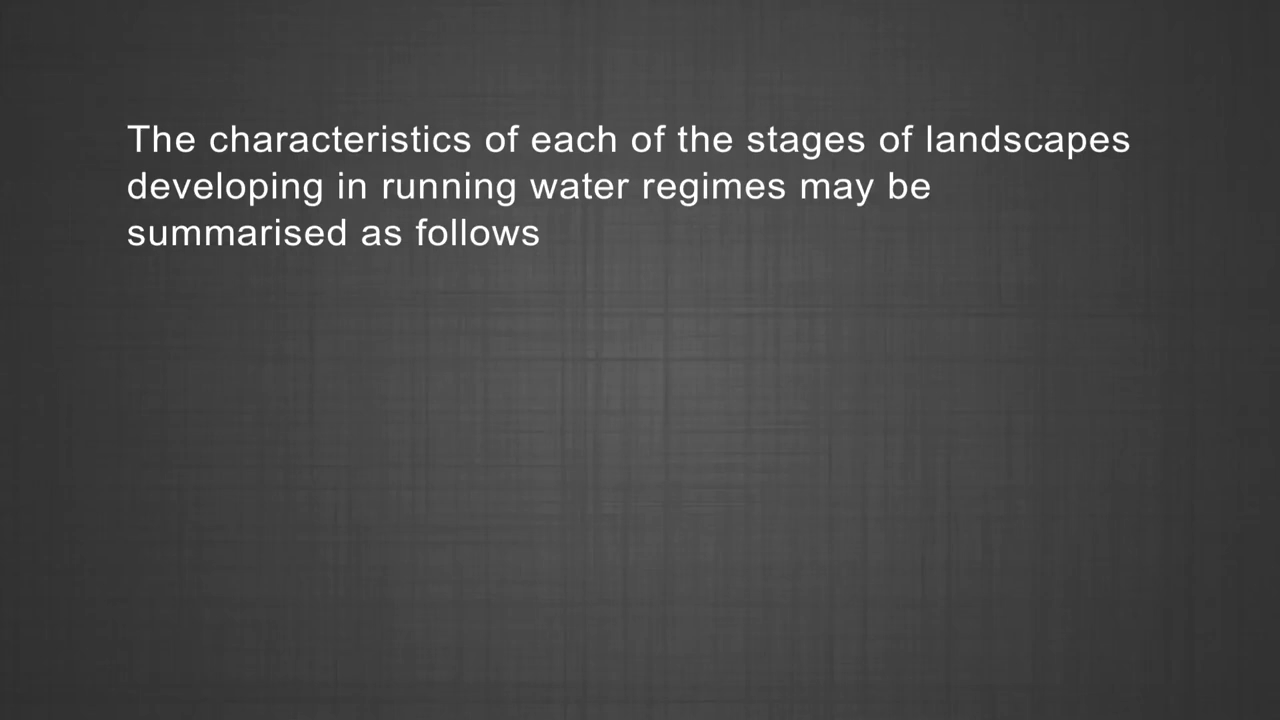 The characteristics of each of the stages of landscapes
developing in running water regimes may be
summarised as follows